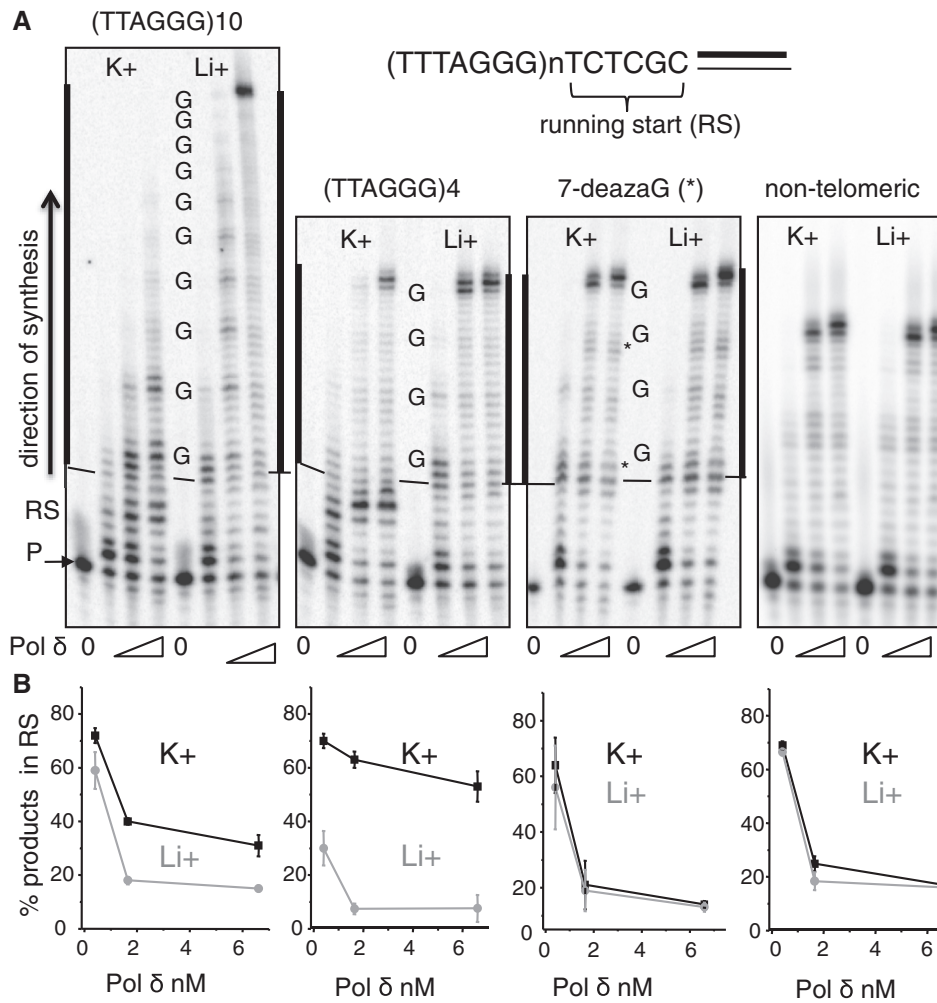 A
(TTAGGG)10
(TTTAGGG)nTCTCGC
running start (RS)
K+ Li+
G
G
G
G
G
G
G
G
G
G
direction of synthesis
RS
P
(TTAGGG)4
K+ Li+
G
G
G
G
7-deazaG (*)
K+ Li+
G
G
*
G
G
*
non-telomeric
K+ Li+
Pol δ 0 0 0 0 0 0 0 0
B
% products in RS
80
60
40
20
0
K+
Li+
0 2 4 6
Pol δ nM
80
60
40
20
0
K+
Li+
0 2 4 6
Pol δ nM
80
60
40
20
0
K+
Li+
0 2 4 6
Pol δ nM
80
60
40
20
0
K+
Li+
0 2 4 6
Pol δ nM